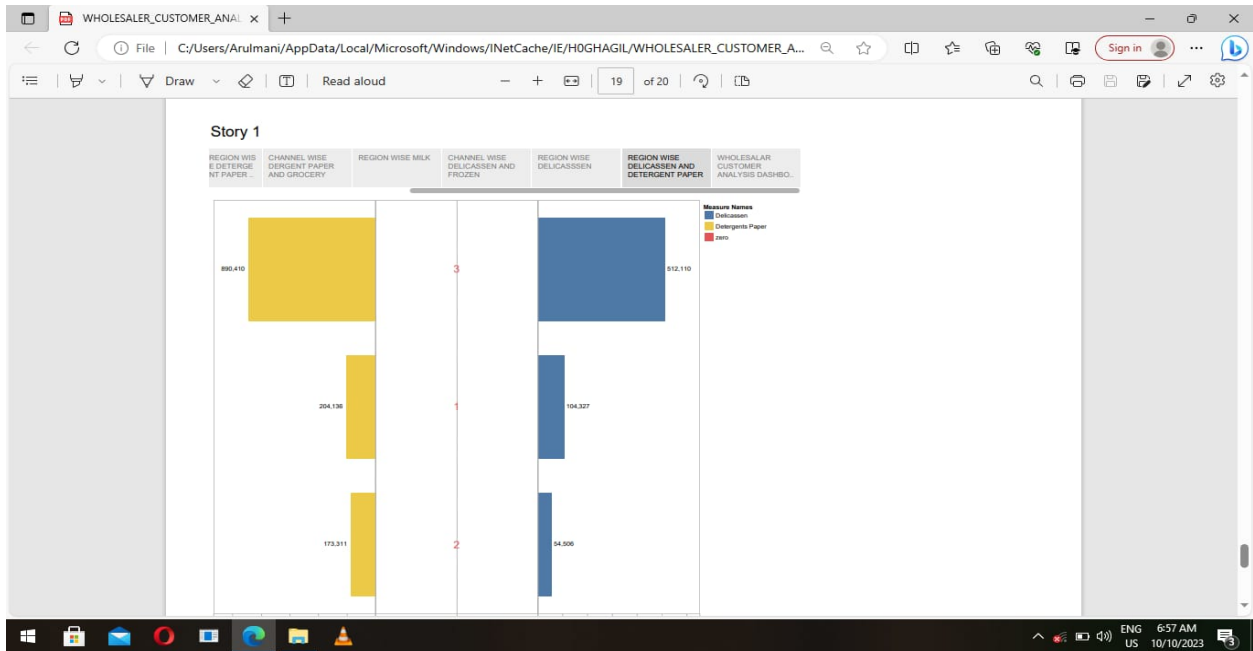 WHOLESALER_CUSTOMER_ANAL
File
C:/Users/Arulmani/AppData/Local/Microsoft/Windows/INetCache/IE/H0GHAGIL/WHOLESALER_CUSTOMER_A...
Sign in
Draw
Read aloud
19
of 20
Story 1
REGION WIS
E DETERGE
NT PAPER ..
CHANNEL WISE
DERGENT PAPER
AND GROCERY
REGION WISE MILK
CHANNEL WISE
DELICASSEN AND
FROZEN
REGION WISE
DELICASSSEN
REGION WISE
DELICASSEN AND
DETERGENT PAPER
WHOLESALAR
CUSTOMER
ANALYSIS DASHBO..
Measure Names
Delicassen
Detergents Paper
zero
890,410
3
512,110
204,136
1
104,327
173,311
2
54,506
ENG
US
6:57 AM
10/10/2023
3